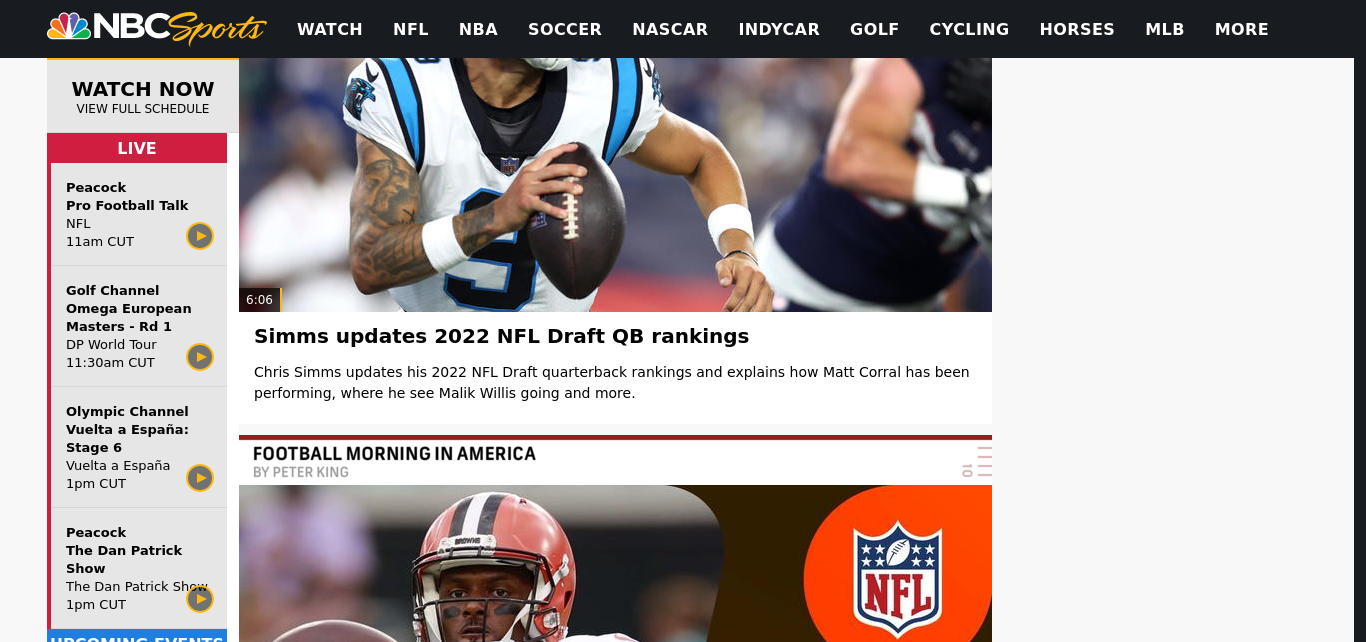 NBC Sports
WATCH
NFL
NBA
SOCCER
NASCAR
INDYCAR
GOLF
CYCLING
HORSES
MLB
MORE
WATCH NOW
VIEW FULL SCHEDULE
LIVE
Peacock
Pro Football Talk
NFL
11am CUT
Golf Channel
Omega European
Masters - Rd 1
DP World Tour
11:30am CUT
Olympic Channel
Vuelta a España:
Stage 6
Vuelta a España
1pm CUT
Peacock
The Dan Patrick
Show
The Dan Patrick Show
1pm CUT
UPCOMING EVENTS
6:06
Simms updates 2022 NFL Draft QB rankings
Chris Simms updates his 2022 NFL Draft quarterback rankings and explains how Matt Corral has been
performing, where he see Malik Willis going and more.
FOOTBALL MORNING IN AMERICA
BY PETER KING
10
BROWNS
NFL